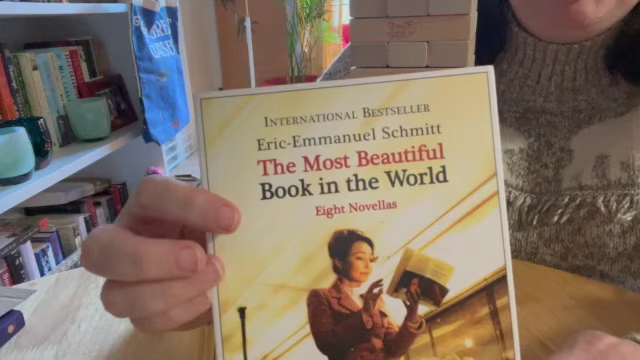 INTERNATIONAL BESTSELLER
Eric-Emmanuel Schmitt
The Most Beautiful
Book in the World
Eight Novellas